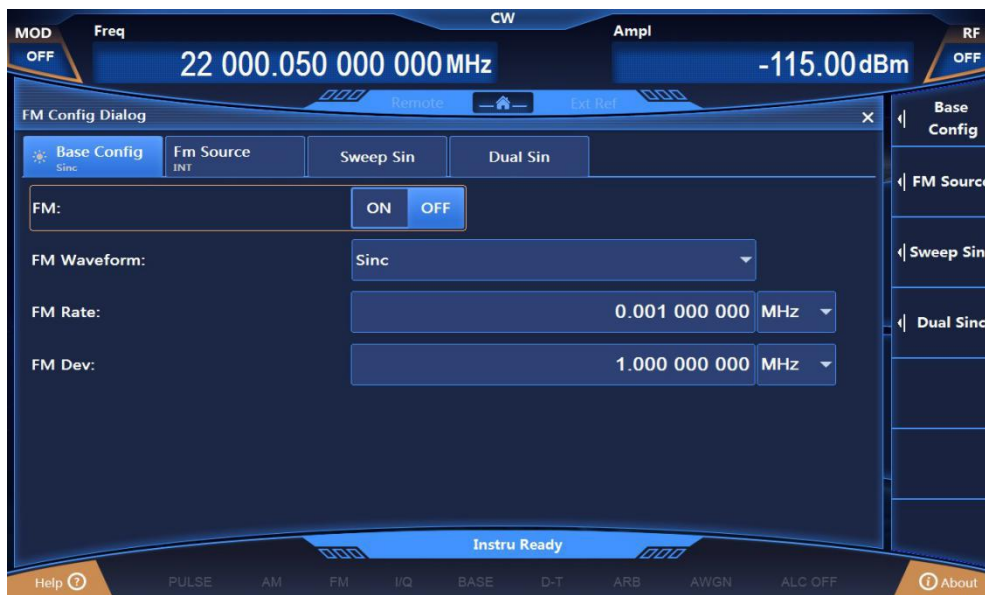 CW
MOD
Freq
Ampl
RF
OFF
22 000.050 000 000 MHz
-115.00 dBm
OFF
Remote
Ext Ref
FM Config Dialog
Base Config
Sinc
Fm Source
INT
Sweep Sin
Dual Sin
FM:
ON
OFF
FM Waveform:
Sinc
FM Rate:
0.001 000 000 MHz
FM Dev:
1.000 000 000 MHz
Base
Config
FM Source
Sweep Sin
Dual Sinc
Instru Ready
Help
PULSE
AM
FM
I/Q
BASE
D-T
ARB
AWGN
ALC OFF
About